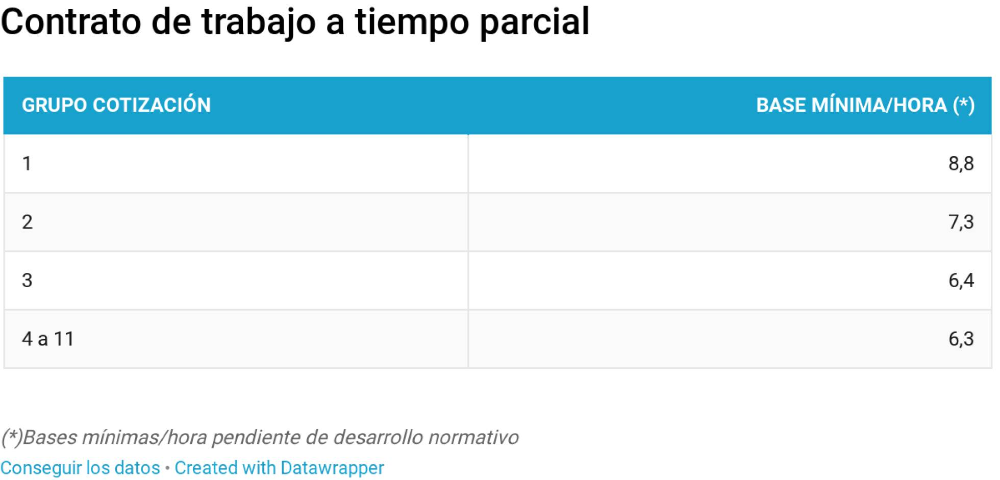 Contrato de trabajo a tiempo parcial
GRUPO COTIZACIÓN BASE MÍNIMA/HORA (*)
1 8,8
2 7,3
3 6,4
4 a 11 6,3
(*)Bases mínimas/hora pendiente de desarrollo normativo
Conseguir los datos • Created with Datawrapper